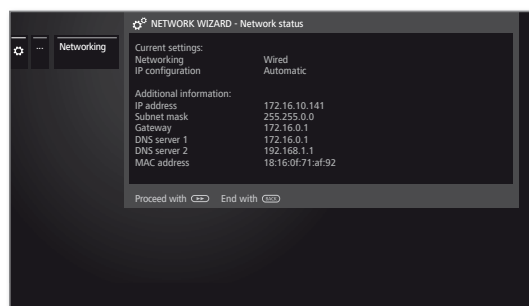 NETWORK WIZARD - Network status
... Networking
Current settings:
Networking Wired
IP configuration Automatic
Additional information:
IP address 172.16.10.141
Subnet mask 255.255.0.0
Gateway 172.16.0.1
DNS server 1 172.16.0.1
DNS server 2 192.168.1.1
MAC address 18:16:0f:71:af:92
Proceed with End with BACK